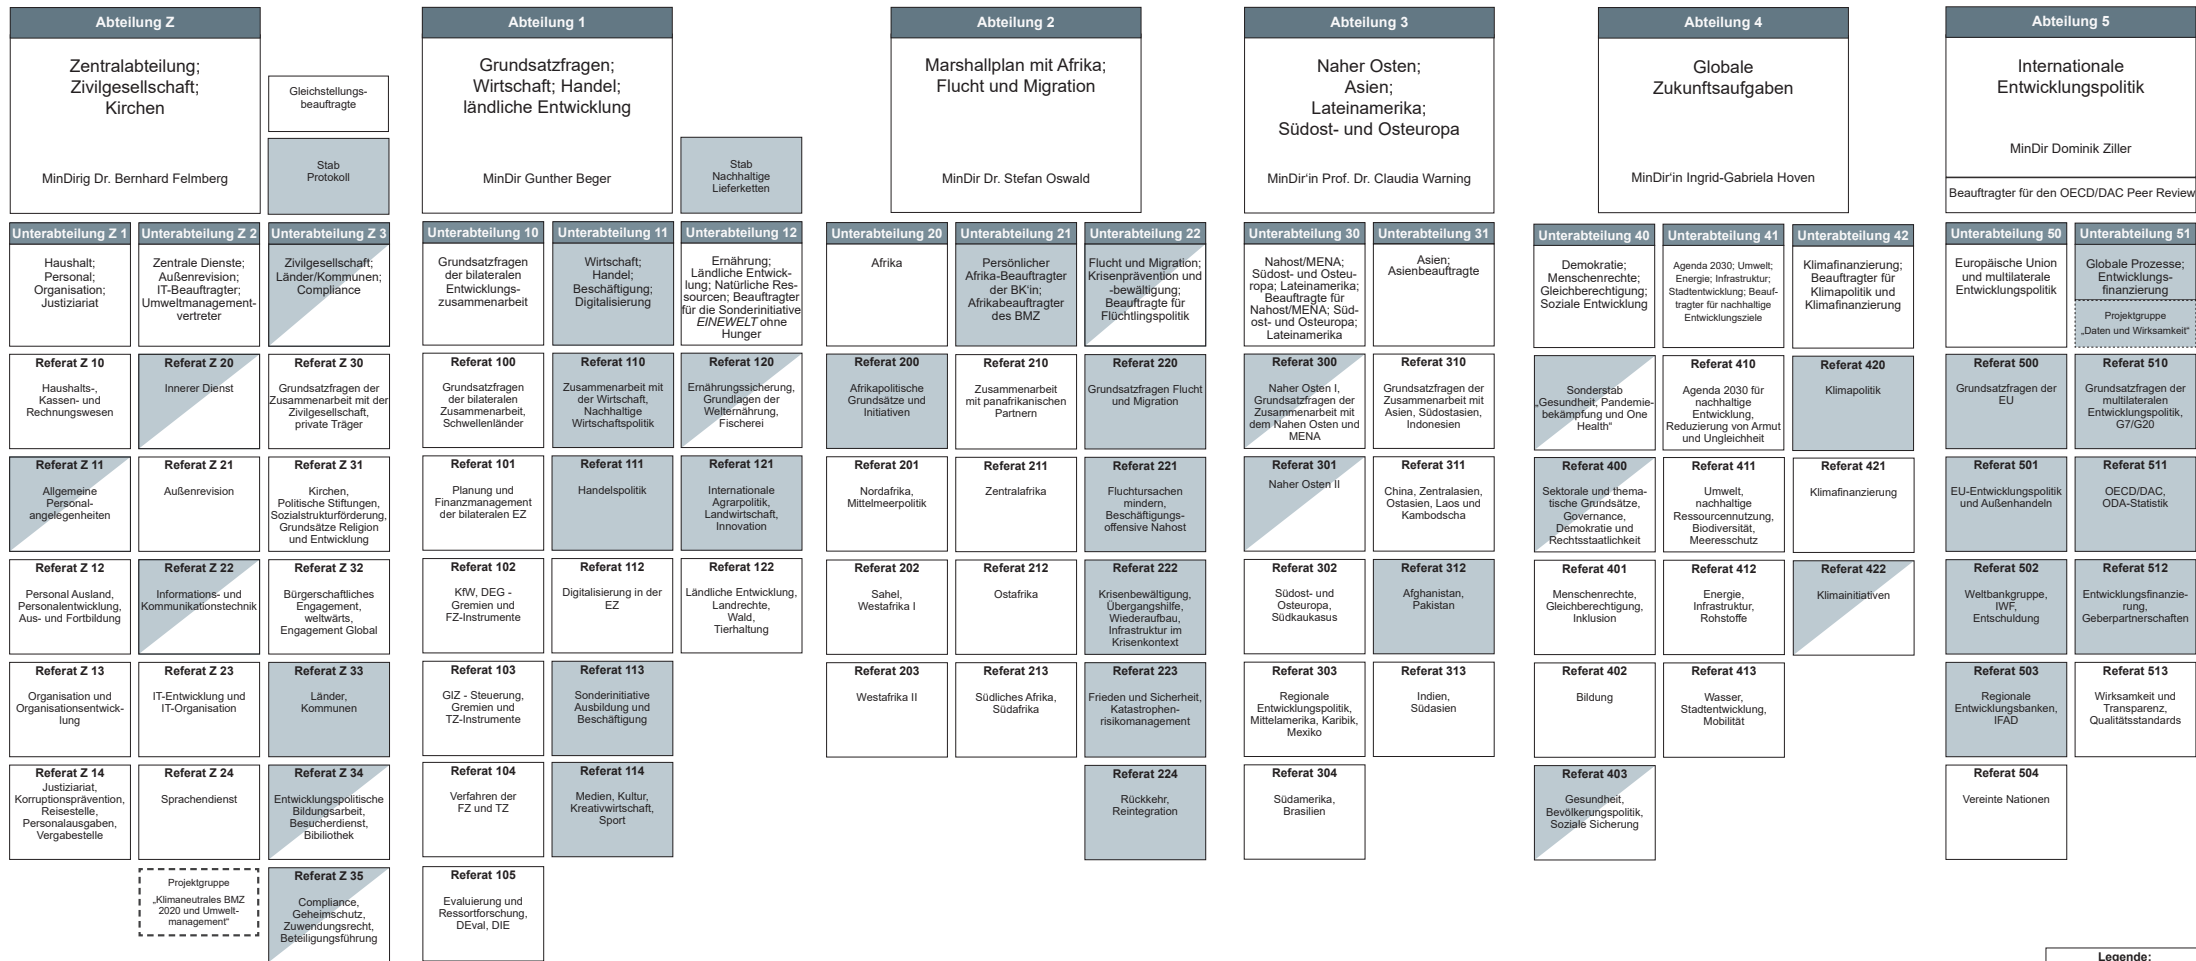 Abteilung Z
Zentralabteilung;
Zivilgesellschaft;
Kirchen
MinDirig Dr. Bernhard Felmberg
Gleichstellungs-
beauftragte
Stab
Protokoll
Abteilung 1
Grundsatzfragen;
Wirtschaft; Handel;
ländliche Entwicklung
MinDir Gunther Beger
Stab
Nachhaltige
Lieferketten
Abteilung 2
Marshallplan mit Afrika;
Flucht und Migration
MinDir Dr. Stefan Oswald
Abteilung 3
Naher Osten;
Asien;
Lateinamerika;
Südost- und Osteuropa
MinDir'in Prof. Dr. Claudia Warning
Abteilung 4
Globale
Zukunftsaufgaben
MinDir'in Ingrid-Gabriela Hoven
Abteilung 5
Internationale
Entwicklungspolitik
MinDir Dominik Ziller
Beauftragter für den OECD/DAC Peer Review
Unterabteilung Z 1
Haushalt;
Personal;
Organisation;
Justiziariat
Referat Z 10
Haushalts-,
Kassen- und
Rechnungswesen
Referat Z 11
Allgemeine
Personal-
angelegenheiten
Referat Z 12
Personal Ausland,
Personalentwicklung,
Aus- und Fortbildung
Referat Z 13
Organisation und
Organisationsentwick-
lung
Referat Z 14
Justiziariat,
Korruptionsprävention,
Reisestelle,
Personalausgaben,
Vergabestelle
Unterabteilung Z 2
Zentrale Dienste;
Außenrevision;
IT-Beauftragter;
Umweltmanagement-
vertreter
Referat Z 20
Innerer Dienst
Referat Z 21
Außenrevision
Referat Z 22
Informations- und
Kommunikationstechnik
Referat Z 23
IT-Entwicklung und
IT-Organisation
Referat Z 24
Sprachendienst
Projektgruppe
„Klimaneutrales BMZ
2020 und Umwelt-
management“
Unterabteilung Z 3
Zivilgesellschaft;
Länder/Kommunen;
Compliance
Referat Z 30
Grundsatzfragen der
Zusammenarbeit mit der
Zivilgesellschaft,
private Träger
Referat Z 31
Kirchen,
Politische Stiftungen,
Sozialstrukturförderung,
Grundsätze Religion
und Entwicklung
Referat Z 32
Bürgerschaftliches
Engagement,
weltwärts,
Engagement Global
Referat Z 33
Länder,
Kommunen
Referat Z 34
Entwicklungspolitische
Bildungsarbeit,
Besucherdienst,
Bibiliothek
Referat Z 35
Compliance,
Geheimschutz,
Zuwendungsrecht,
Beteiligungsführung
Unterabteilung 10
Grundsatzfragen
der bilateralen
Entwicklungs-
zusammenarbeit
Referat 100
Grundsatzfragen
der bilateralen
Zusammenarbeit,
Schwellenländer
Referat 101
Planung und
Finanzmanagement
der bilateralen EZ
Referat 102
KfW, DEG -
Gremien und
FZ-Instrumente
Referat 103
GIZ - Steuerung,
Gremien und
TZ-Instrumente
Referat 104
Verfahren der
FZ und TZ
Referat 105
Evaluierung und
Ressortforschung,
DEval, DIE
Unterabteilung 11
Wirtschaft;
Handel;
Beschäftigung;
Digitalisierung
Referat 110
Zusammenarbeit mit
der Wirtschaft,
Nachhaltige
Wirtschaftspolitik
Referat 111
Handelspolitik
Referat 112
Digitalisierung in der
EZ
Referat 113
Sonderinitiative
Ausbildung und
Beschäftigung
Referat 114
Medien, Kultur,
Kreativwirtschaft,
Sport
Unterabteilung 12
Ernährung;
Ländliche Entwick-
lung; Natürliche Res-
sourcen; Beauftragter
für die Sonderinitiative
EINEWELT ohne
Hunger
Referat 120
Ernährungssicherung,
Grundlagen der
Welternährung,
Fischerei
Referat 121
Internationale
Agrarpolitik,
Landwirtschaft,
Innovation
Referat 122
Ländliche Entwicklung,
Landrechte,
Wald,
Tierhaltung
Unterabteilung 20
Afrika
Referat 200
Afrikapolitische
Grundsätze und
Initiativen
Referat 201
Nordafrika,
Mittelmeerpolitik
Referat 202
Sahel,
Westafrika I
Referat 203
Westafrika II
Unterabteilung 21
Persönlicher
Afrika-Beauftragter
der BK'in;
Afrikabeauftragter
des BMZ
Referat 210
Zusammenarbeit
mit panafrikanischen
Partnern
Referat 211
Zentralafrika
Referat 212
Ostafrika
Referat 213
Südliches Afrika,
Südafrika
Unterabteilung 22
Flucht und Migration;
Krisenprävention und
-bewältigung;
Beauftragte für
Flüchtlingspolitik
Referat 220
Grundsatzfragen Flucht
und Migration
Referat 221
Fluchtursachen
mindern,
Beschäftigungs-
offensive Nahost
Referat 222
Krisenbewältigung,
Übergangshilfe,
Wiederaufbau,
Infrastruktur im
Krisenkontext
Referat 223
Frieden und Sicherheit,
Katastrophen-
risikomanagement
Referat 224
Rückkehr,
Reintegration
Unterabteilung 30
Nahost/MENA;
Südost- und Osteu-
ropa; Lateinamerika;
Beauftragte für
Nahost/MENA; Süd-
ost- und Osteuropa;
Lateinamerika
Referat 300
Naher Osten I,
Grundsatzfragen der
Zusammenarbeit mit
dem Nahen Osten und
MENA
Referat 301
Naher Osten II
Referat 302
Südost- und
Osteuropa,
Südkaukasus
Referat 303
Regionale
Entwicklungspolitik,
Mittelamerika, Karibik,
Mexiko
Referat 304
Südamerika,
Brasilien
Unterabteilung 31
Asien;
Asienbeauftragte
Referat 310
Grundsatzfragen der
Zusammenarbeit mit
Asien, Südostasien,
Indonesien
Referat 311
China, Zentralasien,
Ostasien, Laos und
Kambodscha
Referat 312
Afghanistan,
Pakistan
Referat 313
Indien,
Südasien
Unterabteilung 40
Demokratie;
Menschenrechte;
Gleichberechtigung;
Soziale Entwicklung
Sonderstab
„Gesundheit, Pandemie-
bekämpfung und One
Health“
Referat 400
Sektorale und thema-
tische Grundsätze,
Governance,
Demokratie und
Rechtsstaatlichkeit
Referat 401
Menschenrechte,
Gleichberechtigung,
Inklusion
Referat 402
Bildung
Referat 403
Gesundheit,
Bevölkerungspolitik,
Soziale Sicherung
Unterabteilung 41
Agenda 2030; Umwelt;
Energie; Infrastruktur;
Stadtentwicklung; Beauf-
tragter für nachhaltige
Entwicklungsziele
Referat 410
Agenda 2030 für
nachhaltige
Entwicklung,
Reduzierung von Armut
und Ungleichheit
Referat 411
Umwelt,
nachhaltige
Ressourcennutzung,
Biodiversität,
Meeresschutz
Referat 412
Energie,
Infrastruktur,
Rohstoffe
Referat 413
Wasser,
Stadtentwicklung,
Mobilität
Unterabteilung 42
Klimafinanzierung;
Beauftragter für
Klimapolitik und
Klimafinanzierung
Referat 420
Klimapolitik
Referat 421
Klimafinanzierung
Referat 422
Klimainitiativen
Unterabteilung 50
Europäische Union
und multilaterale
Entwicklungspolitik
Referat 500
Grundsatzfragen der
EU
Referat 501
EU-Entwicklungspolitik
und Außenhandeln
Referat 502
Weltbankgruppe,
IWF,
Entschuldung
Referat 503
Regionale
Entwicklungsbanken,
IFAD
Referat 504
Vereinte Nationen
Unterabteilung 51
Globale Prozesse;
Entwicklungs-
finanzierung
Projektgruppe
„Daten und Wirksamkeit“
Referat 510
Grundsatzfragen der
multilateralen
Entwicklungspolitik,
G7/G20
Referat 511
OECD/DAC,
ODA-Statistik
Referat 512
Entwicklungsfinanzie-
rung,
Geberpartnerschaften
Referat 513
Wirksamkeit und
Transparenz,
Qualitätsstandards
Legende: